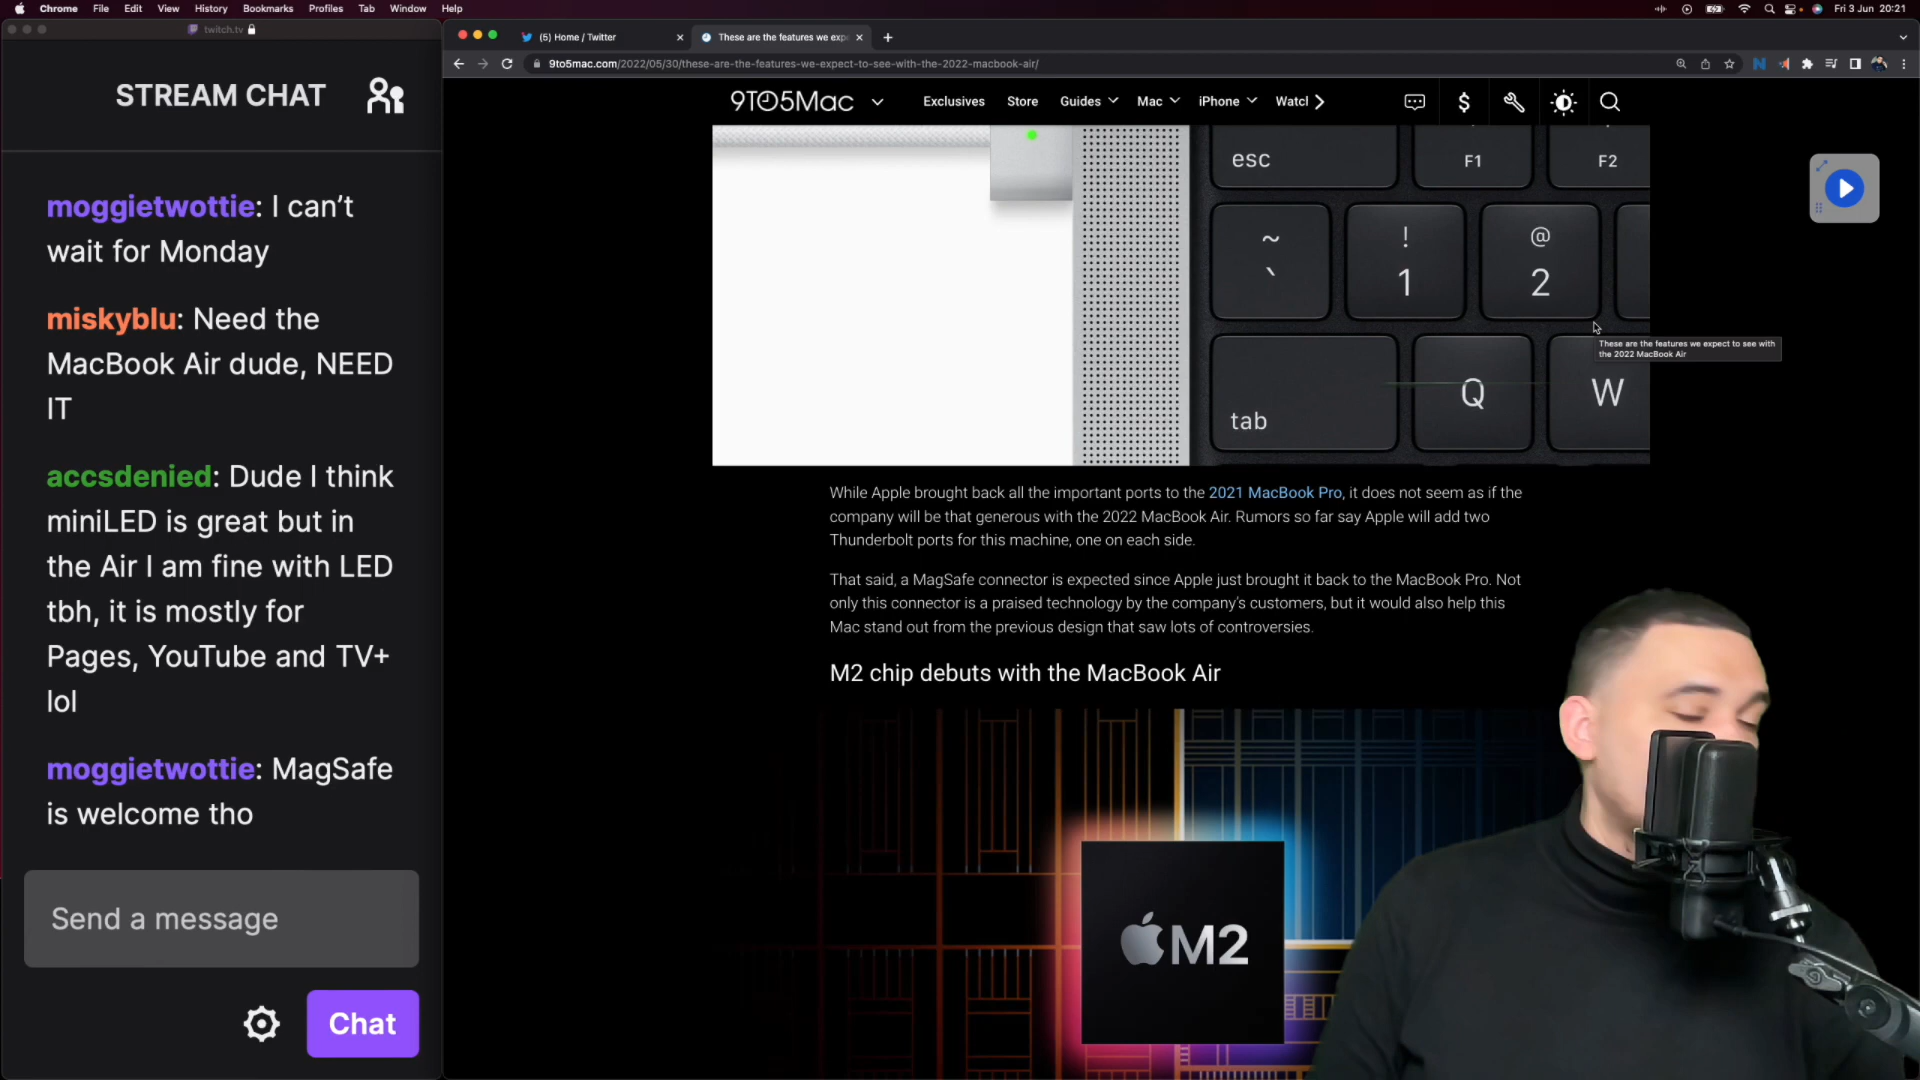 Chrome File Edit View History Bookmarks Profiles Tab Window Help
Fri 3 Jun 20:21
twitch.tv
(5) Home / Twitter
These are the features we exp
9to5mac.com/2022/05/30/these-are-the-features-we-expect-to-see-with-the-2022-macbook-air/
STREAM CHAT
moggietwottie: I can’t
wait for Monday
miskyblu: Need the
MacBook Air dude, NEED
IT
accsdenied: Dude I think
miniLED is great but in
the Air I am fine with LED
tbh, it is mostly for
Pages, YouTube and TV+
lol
moggietwottie: MagSafe
is welcome tho
Send a message
Chat
9TO5Mac Exclusives Store Guides Mac iPhone Watcl
esc F1 F2
~ ! @
` 1 2
tab Q W
These are the features we expect to see with
the 2022 MacBook Air
While Apple brought back all the important ports to the 2021 MacBook Pro, it does not seem as if the
company will be that generous with the 2022 MacBook Air. Rumors so far say Apple will add two
Thunderbolt ports for this machine, one on each side.
That said, a MagSafe connector is expected since Apple just brought it back to the MacBook Pro. Not
only this connector is a praised technology by the company's customers, but it would also help this
Mac stand out from the previous design that saw lots of controversies.
M2 chip debuts with the MacBook Air
M2